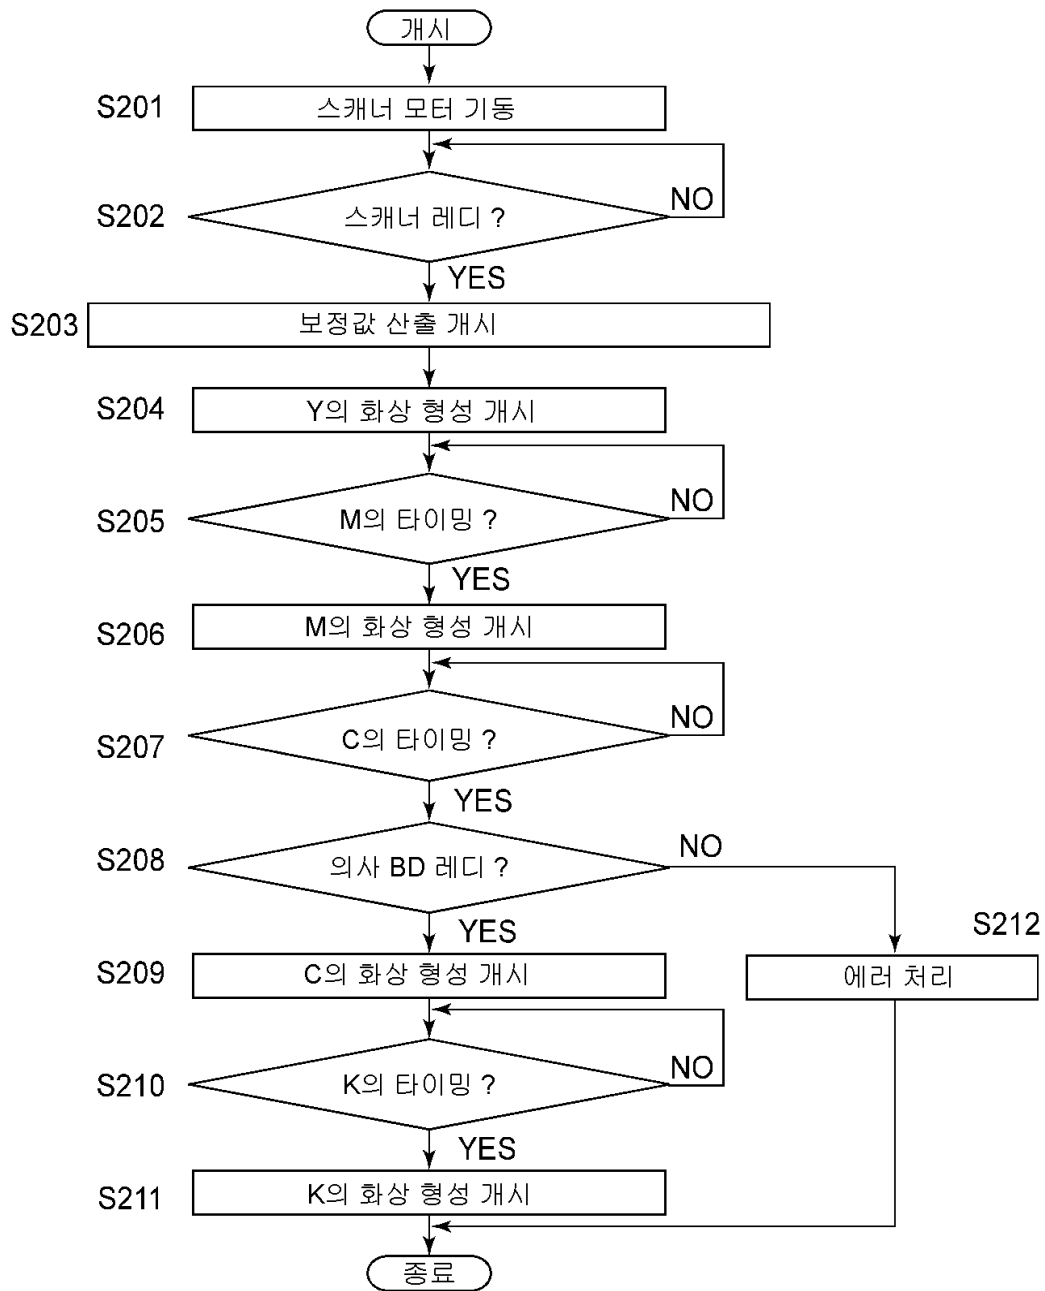 개시
S201
스캐너 모터 기동
S202
스캐너 레디 ?
NO
YES
S203
보정값 산출 개시
S204
Y의 화상 형성 개시
S205
M의 타이밍 ?
NO
YES
S206
M의 화상 형성 개시
S207
C의 타이밍 ?
NO
YES
S208
의사 BD 레디 ?
NO
YES
S212
S209
C의 화상 형성 개시
에러 처리
S210
K의 타이밍 ?
NO
YES
S211
K의 화상 형성 개시
종료